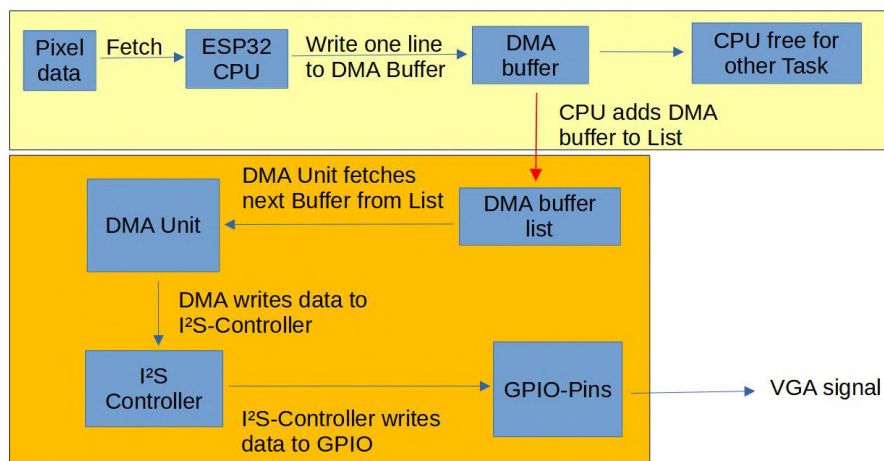 Pixel
data
Fetch
ESP32
CPU
Write one line
to DMA Buffer
DMA
buffer
CPU free for
other Task
CPU adds DMA
buffer to List
DMA Unit fetches
next Buffer from List
DMA Unit
DMA buffer
list
DMA writes data to
I²S-Controller
I²S
Controller
I²S-Controller writes
data to GPIO
GPIO-Pins
VGA signal